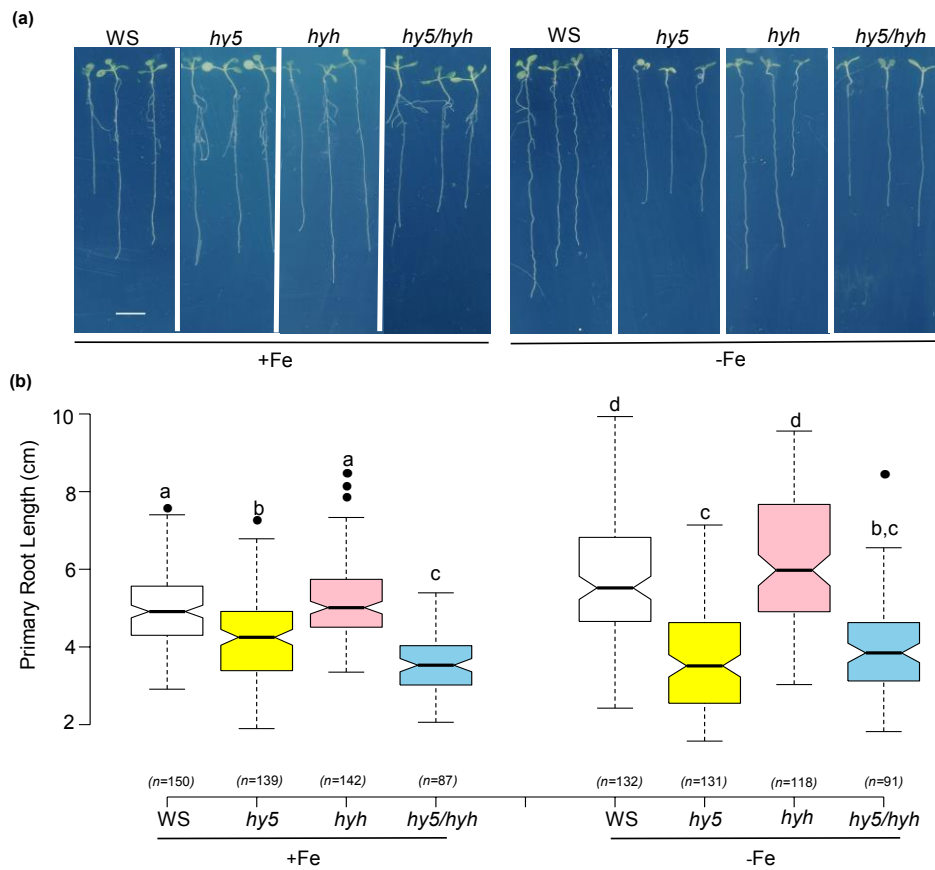 (a)
WS hy5 hyh hy5/hyh WS hy5 hyh hy5/hyh
+Fe -Fe
(b)
Primary Root Length (cm)
10
8
6
4
2
a b a c d c d b,c
(n=150) (n=139) (n=142) (n=87) (n=132) (n=131) (n=118) (n=91)
WS hy5 hyh hy5/hyh WS hy5 hyh hy5/hyh
+Fe -Fe